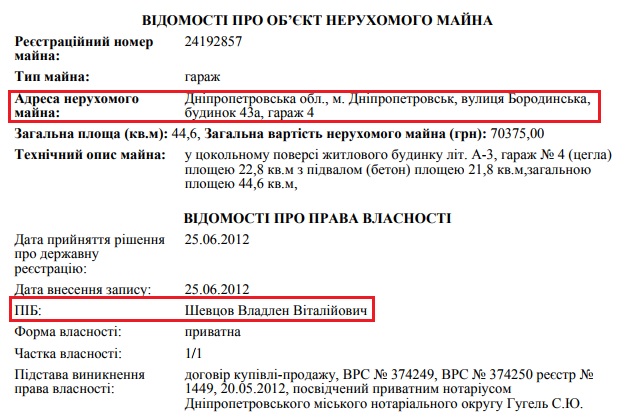 ВІДОМОСТІ ПРО ОБ'ЄКТ НЕРУХОМОГО МАЙНА
Реєстраційний номер майна: 24192857
Тип майна: гараж
Адреса нерухомого майна: Дніпропетровська обл., м. Дніпропетровськ, вулиця Бородинська, будинок 43а, гараж 4
Загальна площа (кв.м): 44,6, Загальна вартість нерухомого майна (грн): 70375,00
Технічний опис майна: у цокольному поверсі житлового будинку літ. А-3, гараж № 4 (цегла) площею 22,8 кв.м з підвалом (бетон) площею 21,8 кв.м,загальною площею 44,6 кв.м,
ВІДОМОСТІ ПРО ПРАВА ВЛАСНОСТІ
Дата прийняття рішення про державну реєстрацію: 25.06.2012
Дата внесення запису: 25.06.2012
ПІБ: Шевцов Владлен Віталійович
Форма власності: приватна
Частка власності: 1/1
Підстава виникнення права власності: договір купівлі-продажу, ВРС № 374249, ВРС № 374250 реєстр № 1449, 20.05.2012, посвідчений приватним нотаріусом Дніпропетровського міського нотаріального округу Гугель С.Ю.